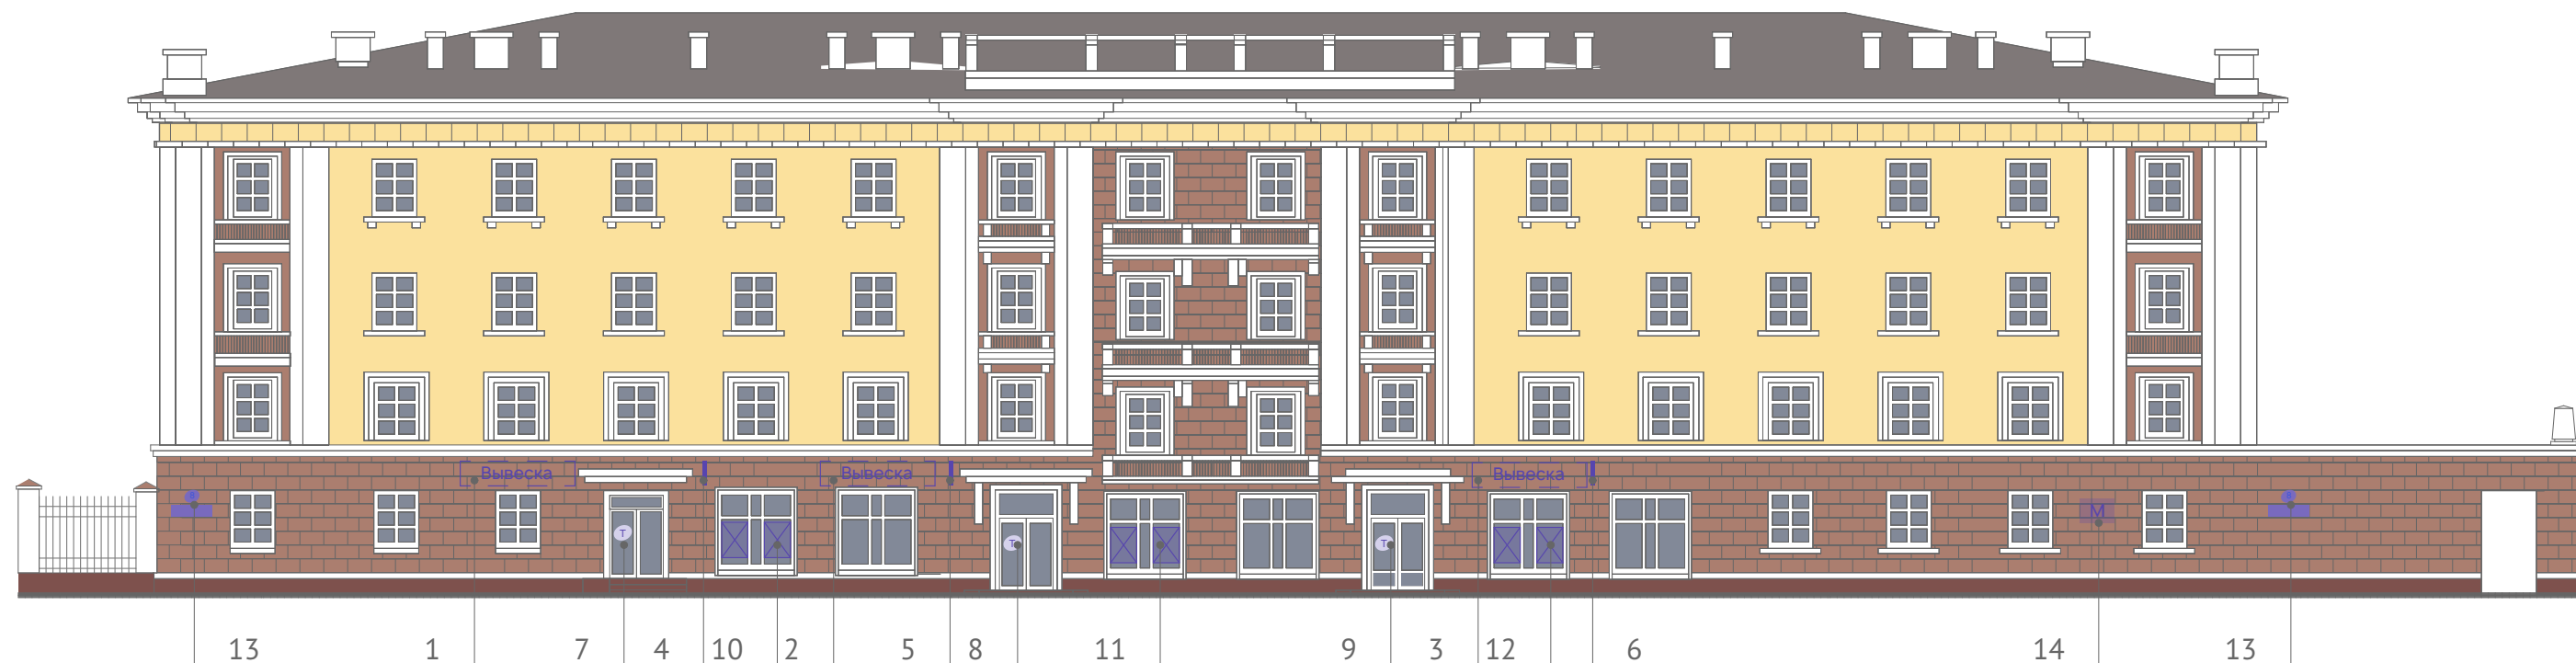 Вывеска Вывеска Вывеска
Т Т Т М
13 1 7 4 10 2 5 8 11 9 3 12 6 14 13